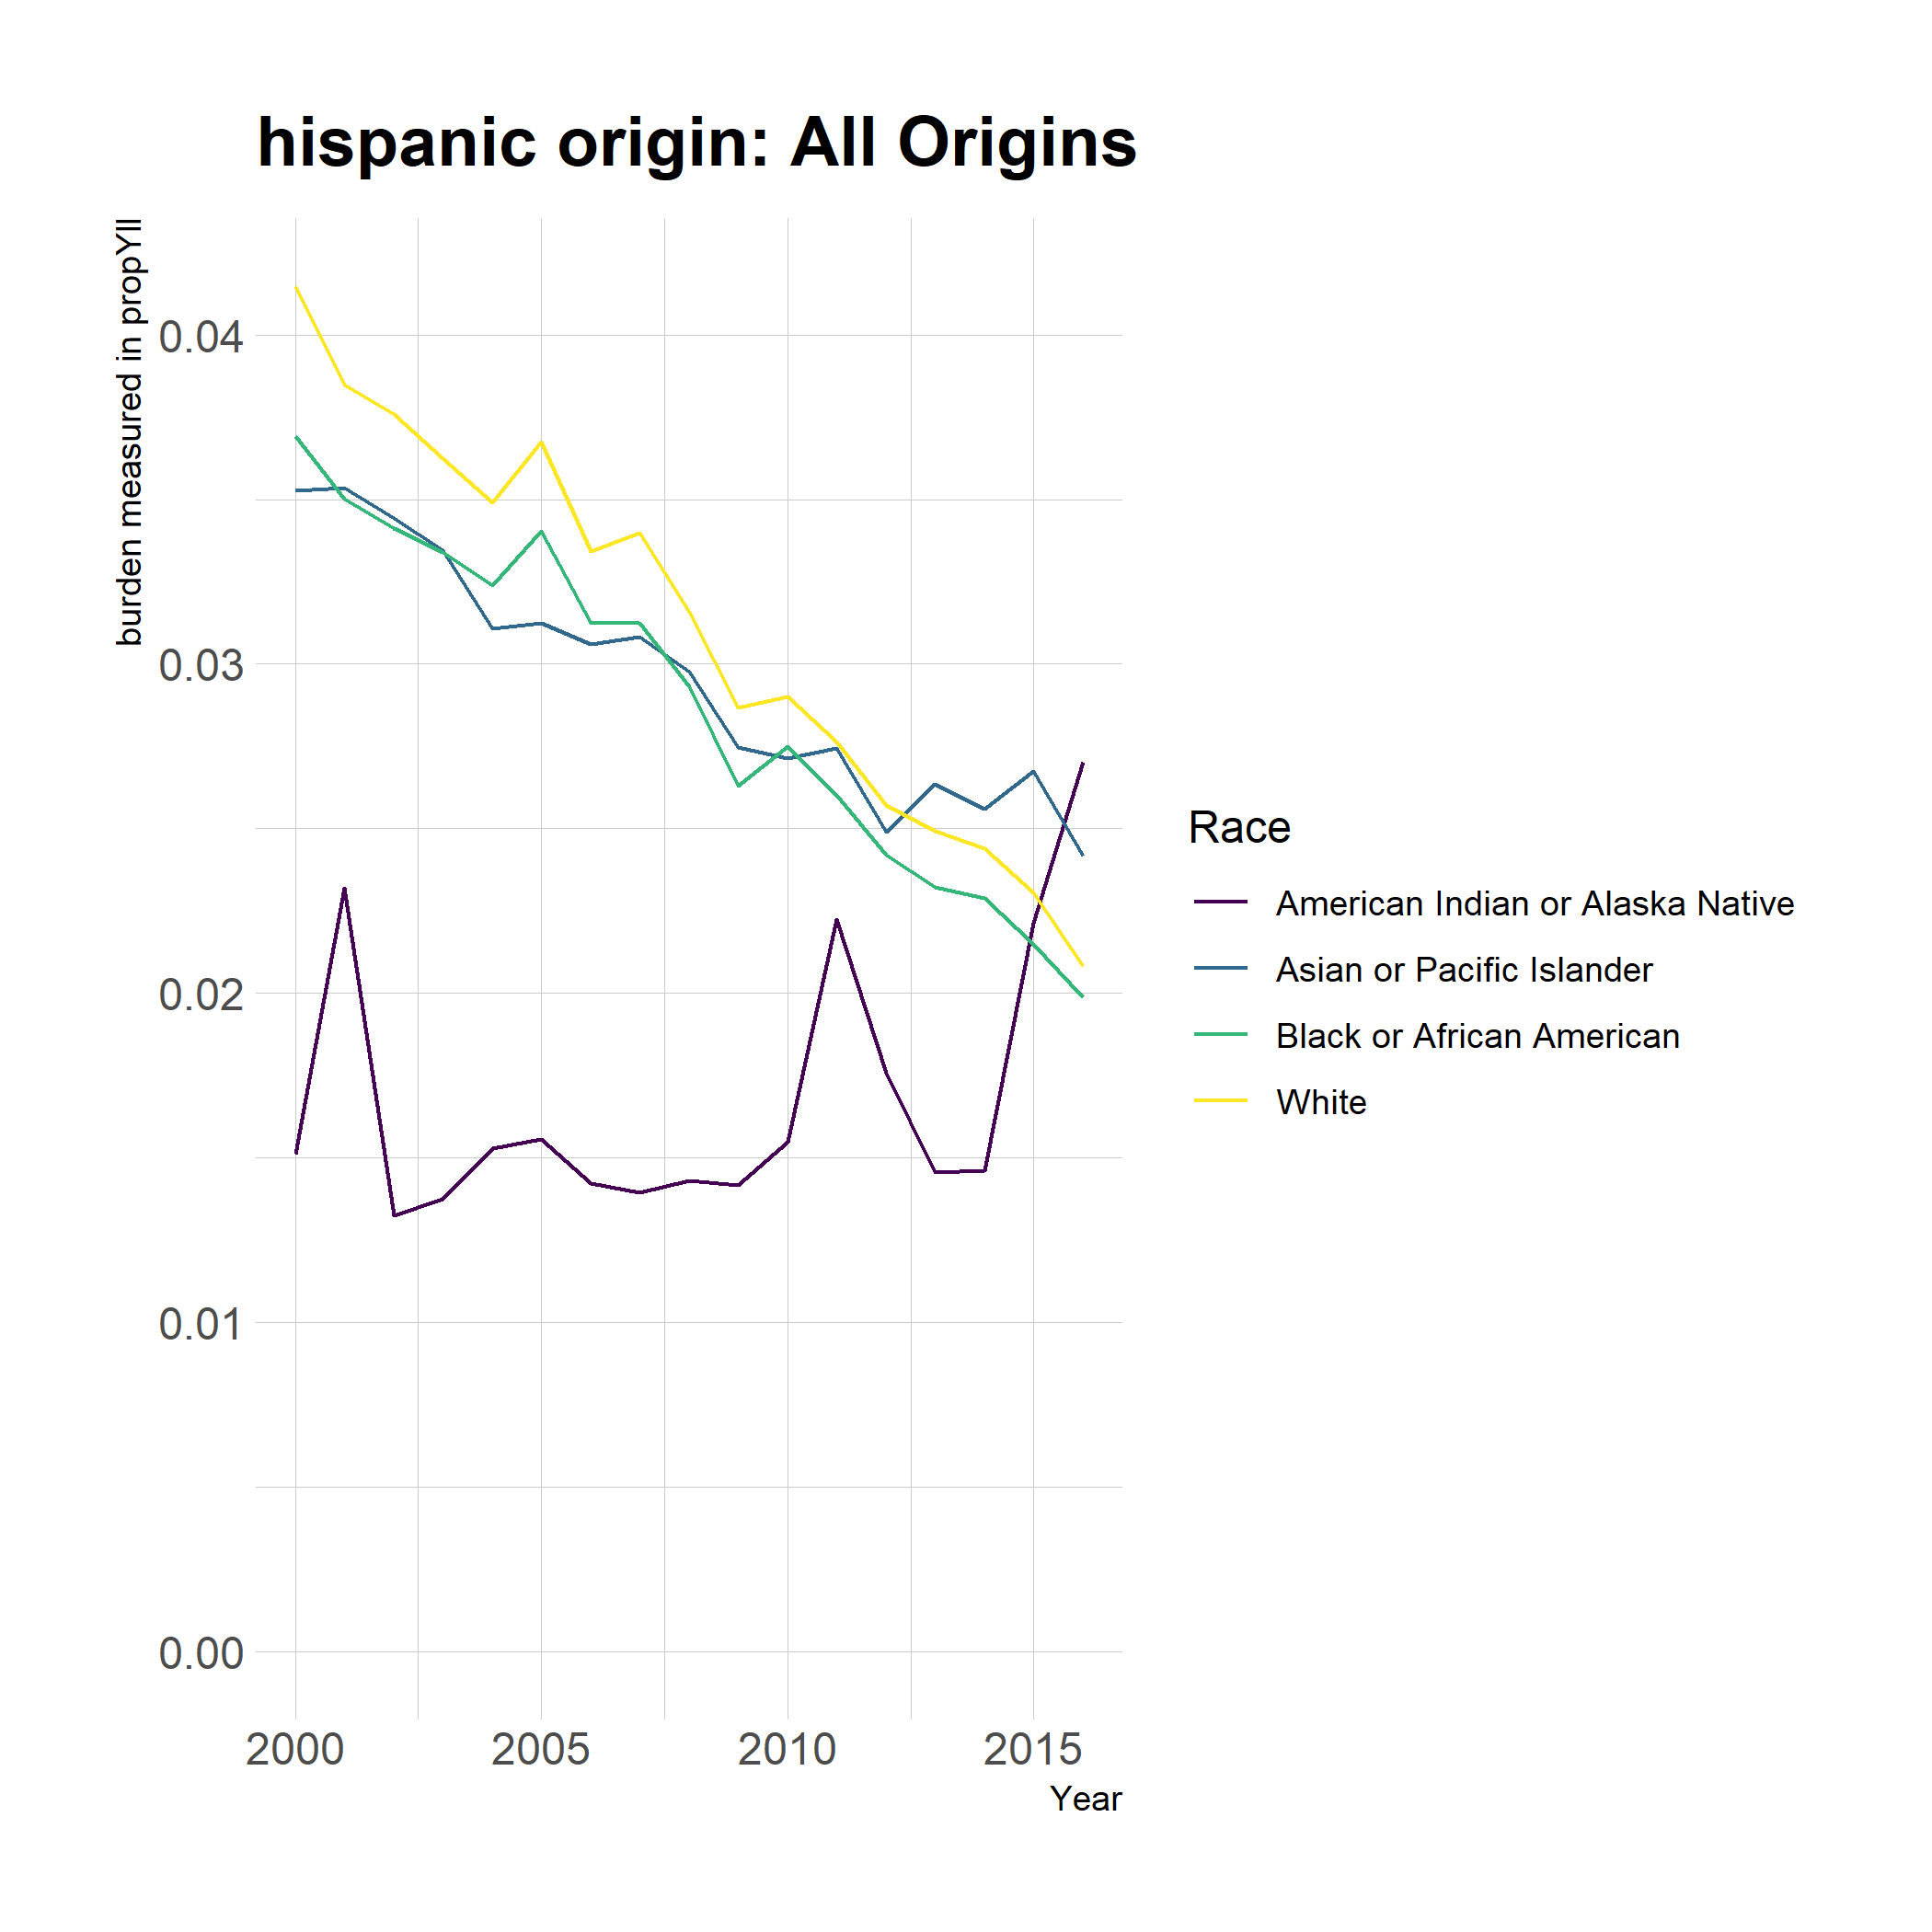 hispanic origin: All Origins
burden measured in propYll
0.04
0.03
0.02
0.01
0.00
2000 2005 2010 2015
Year
Race
American Indian or Alaska Native
Asian or Pacific Islander
Black or African American
White